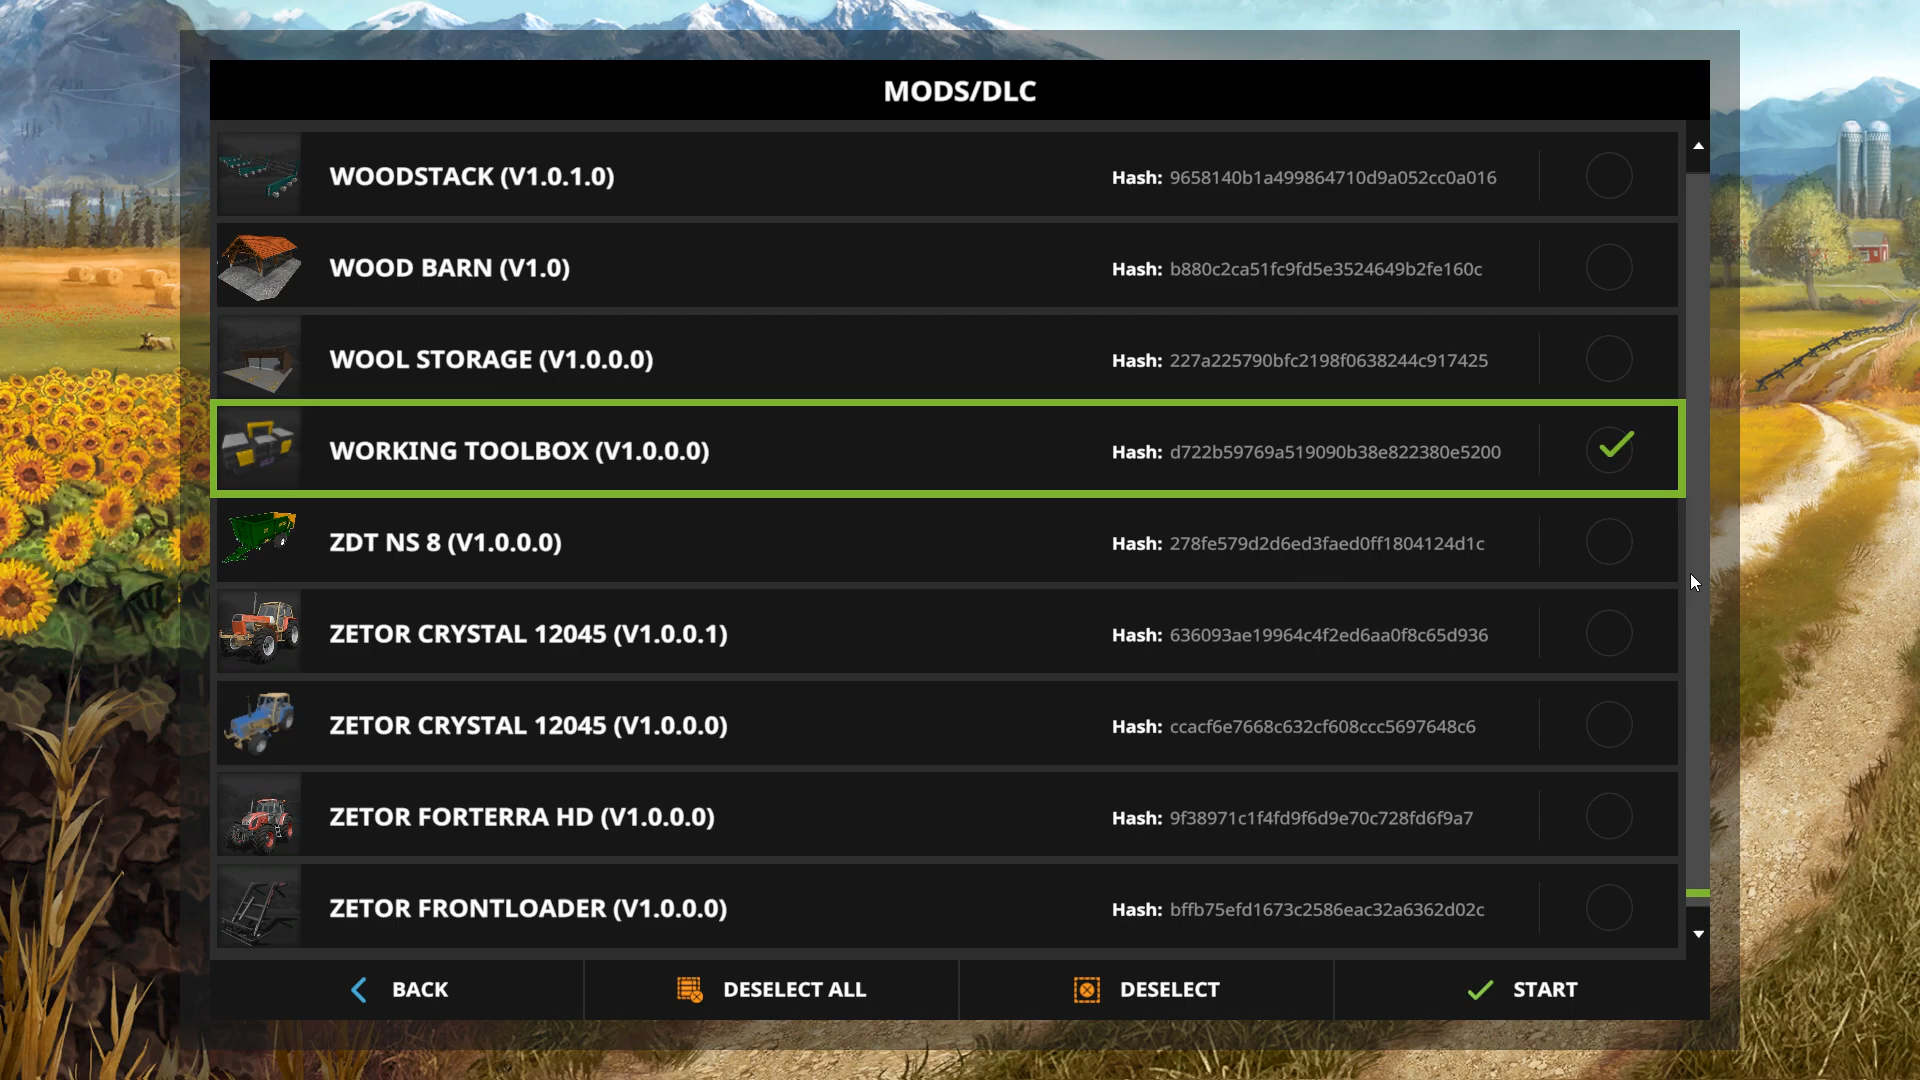 MODS/DLC
WOODSTACK (V1.0.1.0) Hash: 9658140b1a499864710d9a052cc0a016
WOOD BARN (V1.0) Hash: b880c2ca51fc9fd5e3524649b2fe160c
WOOL STORAGE (V1.0.0.0) Hash: 227a225790bfc2198f0638244c917425
WORKING TOOLBOX (V1.0.0.0) Hash: d722b59769a519090b38e822380e5200
ZDT NS 8 (V1.0.0.0) Hash: 278fe579d2d6ed3faed0ff1804124d1c
ZETOR CRYSTAL 12045 (V1.0.0.1) Hash: 636093ae19964c4f2ed6aa0f8c65d936
ZETOR CRYSTAL 12045 (V1.0.0.0) Hash: ccacf6e7668c632cf608ccc5697648c6
ZETOR FORTERRA HD (V1.0.0.0) Hash: 9f38971c1f4fd9f6d9e70c728fd6f9a7
ZETOR FRONTLOADER (V1.0.0.0) Hash: bffb75efd1673c2586eac32a6362d02c
BACK DESELECT ALL DESELECT START